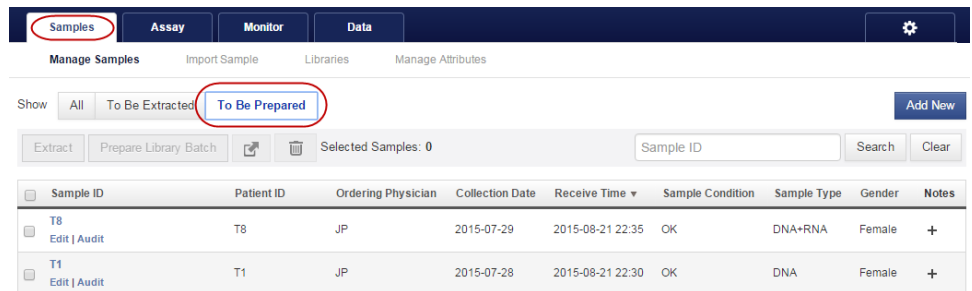 Samples Assay Monitor Data
Manage Samples Import Sample Libraries Manage Attributes
Show All To Be Extracted To Be Prepared Add New
Extract Prepare Library Batch Selected Samples: 0 Sample ID Search Clear
Sample ID Patient ID Ordering Physician Collection Date Receive Time ▼ Sample Condition Sample Type Gender Notes
T8
Edit | Audit T8 JP 2015-07-29 2015-08-21 22:35 OK DNA+RNA Female +
T1
Edit | Audit T1 JP 2015-07-28 2015-08-21 22:30 OK DNA Female +